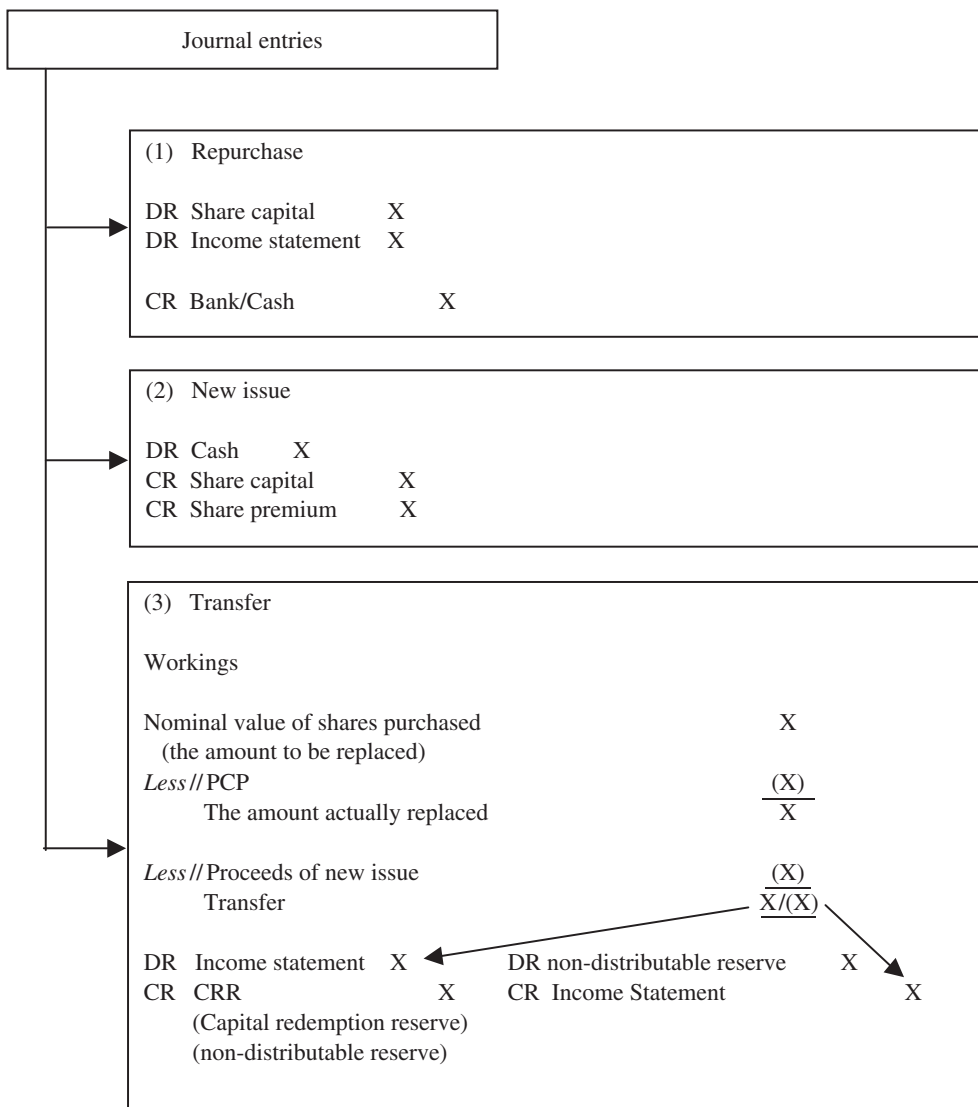 Journal entries
(1) Repurchase
DR Share capital X
DR Income statement X
CR Bank/Cash X
(2) New issue
DR Cash X
CR Share capital X
CR Share premium X
(3) Transfer
Workings
Nominal value of shares purchased X
(the amount to be replaced)
Less// PCP (X)
The amount actually replaced X
Less// Proceeds of new issue (X)
Transfer X/(X)
DR Income statement X DR non-distributable reserve X
CR CRR X CR Income Statement X
(Capital redemption reserve)
(non-distributable reserve)